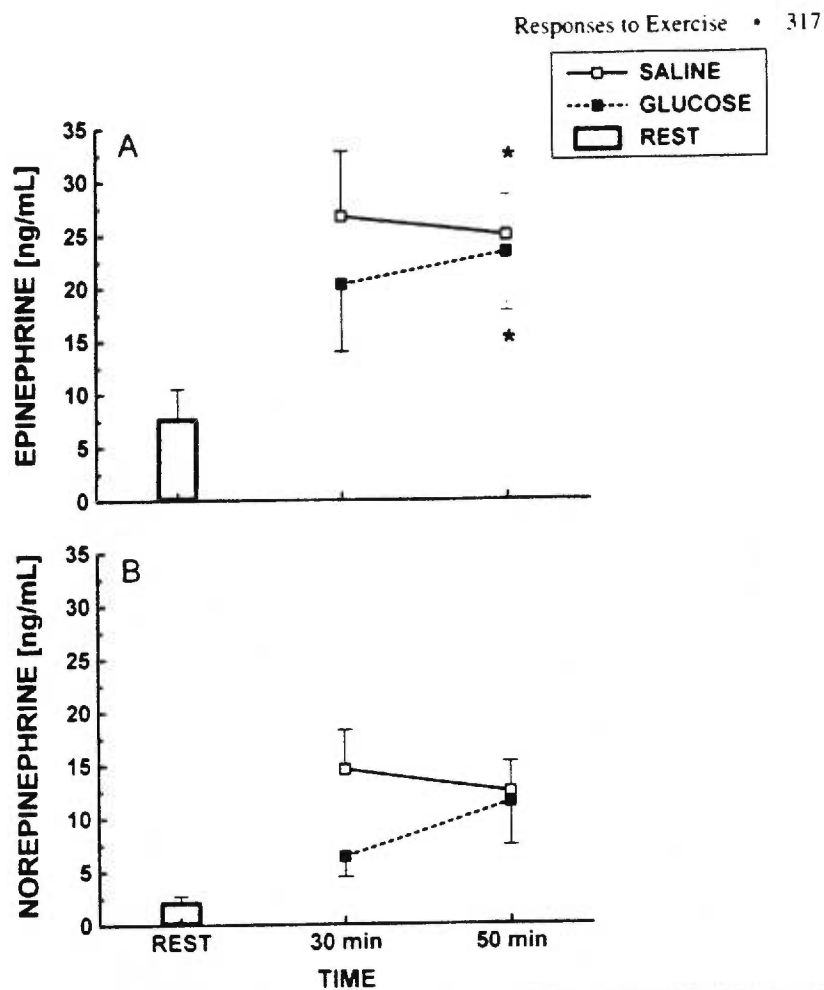 Responses to Exercise • 317
SALINE
GLUCOSE
REST
A
EPINEPHRINE [ng/mL]
35
30
25
20
15
10
5
0
*
*
B
NOREPINEPHRINE [ng/mL]
35
30
25
20
15
10
5
0
REST 30 min 50 min
TIME